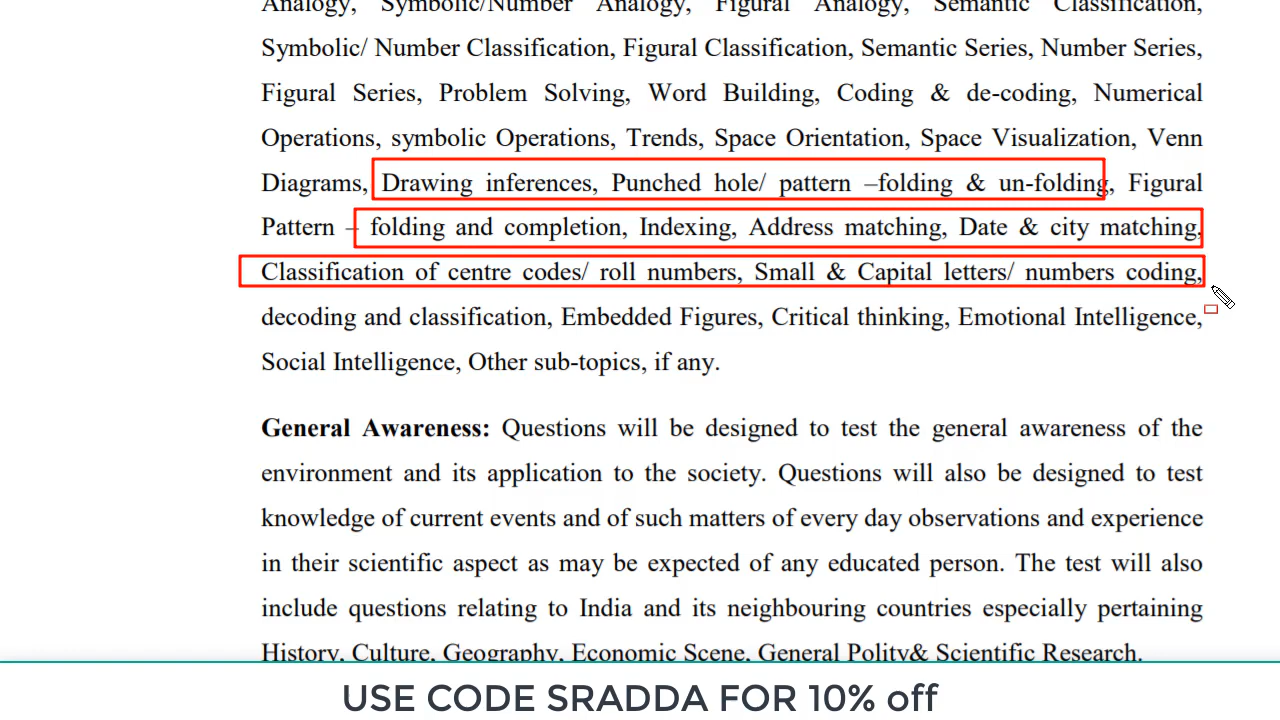 Analogy, Symbolic/Number Analogy, Figural Analogy, Semantic Classification,
Symbolic/ Number Classification, Figural Classification, Semantic Series, Number Series,
Figural Series, Problem Solving, Word Building, Coding & de-coding, Numerical
Operations, symbolic Operations, Trends, Space Orientation, Space Visualization, Venn
Diagrams, Drawing inferences, Punched hole/ pattern –folding & un-folding, Figural
Pattern – folding and completion, Indexing, Address matching, Date & city matching,
Classification of centre codes/ roll numbers, Small & Capital letters/ numbers coding,
decoding and classification, Embedded Figures, Critical thinking, Emotional Intelligence,
Social Intelligence, Other sub-topics, if any.
General Awareness: Questions will be designed to test the general awareness of the
environment and its application to the society. Questions will also be designed to test
knowledge of current events and of such matters of every day observations and experience
in their scientific aspect as may be expected of any educated person. The test will also
include questions relating to India and its neighbouring countries especially pertaining
History, Culture, Geography, Economic Scene, General Polity& Scientific Research.
USE CODE SRADDA FOR 10% off